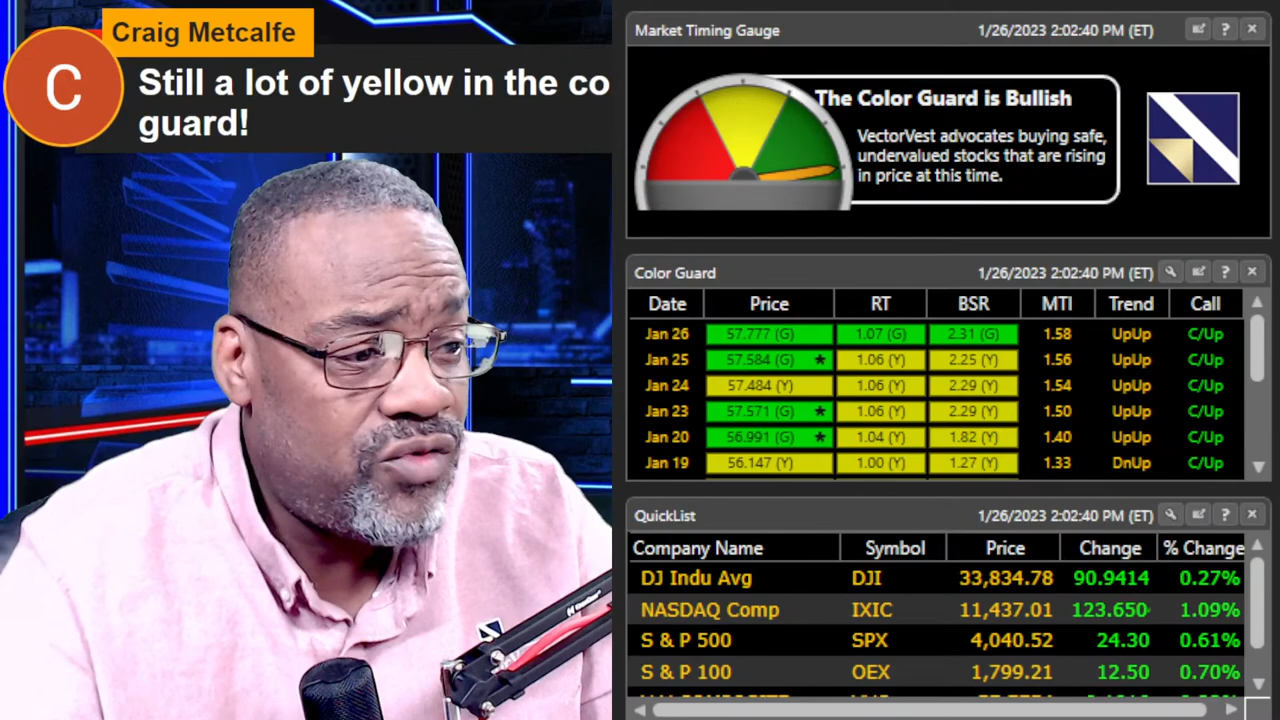 Craig Metcalfe
C
Still a lot of yellow in the co
guard!
Market Timing Gauge 1/26/2023 2:02:40 PM (ET) ?
The Color Guard is Bullish
VectorVest advocates buying safe,
undervalued stocks that are rising
in price at this time.
Color Guard 1/26/2023 2:02:40 PM (ET) ?
Date Price RT BSR MTI Trend Call
Jan 26 57.777 (G) 1.07 (G) 2.31 (G) 1.58 UpUp C/Up
Jan 25 57.584 (G) * 1.06 (Y) 2.25 (Y) 1.56 UpUp C/Up
Jan 24 57.484 (Y) 1.06 (Y) 2.29 (Y) 1.54 UpUp C/Up
Jan 23 57.571 (G) * 1.06 (Y) 2.29 (Y) 1.50 UpUp C/Up
Jan 20 56.991 (G) * 1.04 (Y) 1.82 (Y) 1.40 UpUp C/Up
Jan 19 56.147 (Y) 1.00 (Y) 1.27 (Y) 1.33 DnUp C/Up
QuickList 1/26/2023 2:02:40 PM (ET) ?
Company Name Symbol Price Change % Change
DJ Indu Avg DJI 33,834.78 90.9414 0.27%
NASDAQ Comp IXIC 11,437.01 123.650 1.09%
S & P 500 SPX 4,040.52 24.30 0.61%
S & P 100 OEX 1,799.21 12.50 0.70%